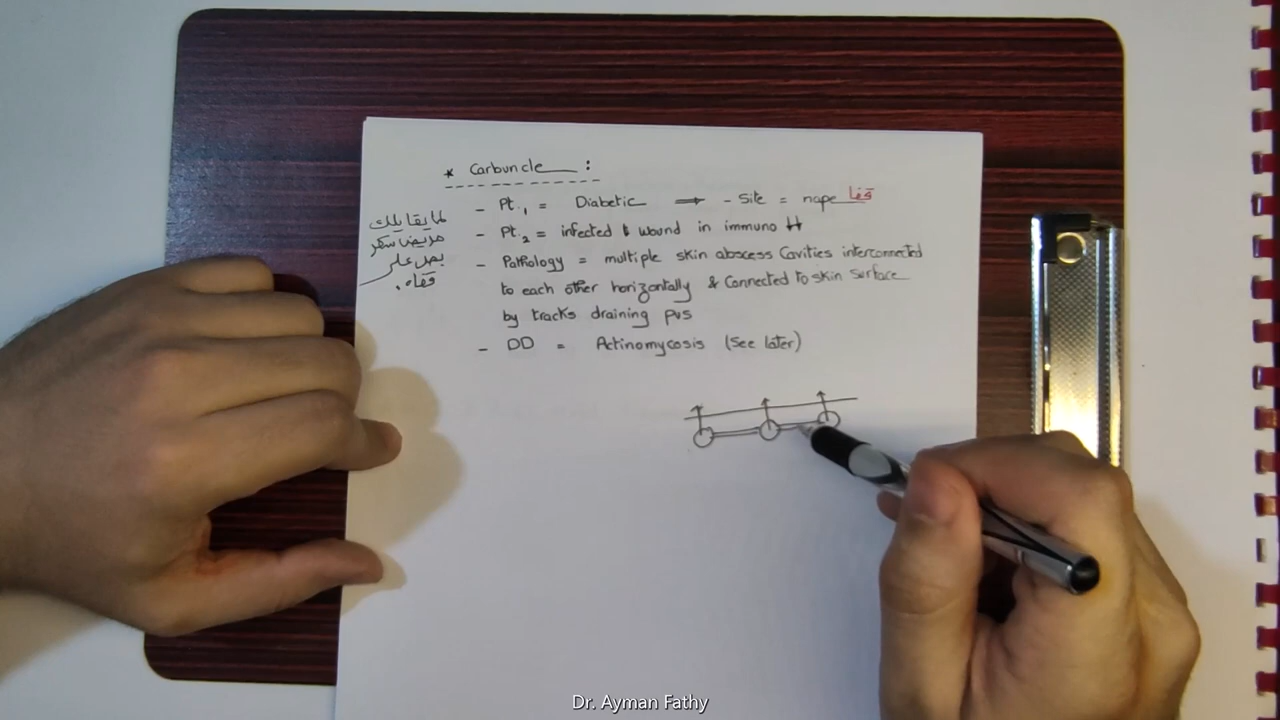 * Carbuncle :
- Pt.1 = Diabetic → - Site = nape قفا
- Pt.2 = infected wound in immuno ↓↓
- Pathology = multiple skin abscess Cavities interconnected
to each other horizontally & Connected to skin surface
by tracks draining pus
- DD = Actinomycosis (See later)
لما يقابلك
مريض سكر
بص على
قفاه.
Dr. Ayman Fathy